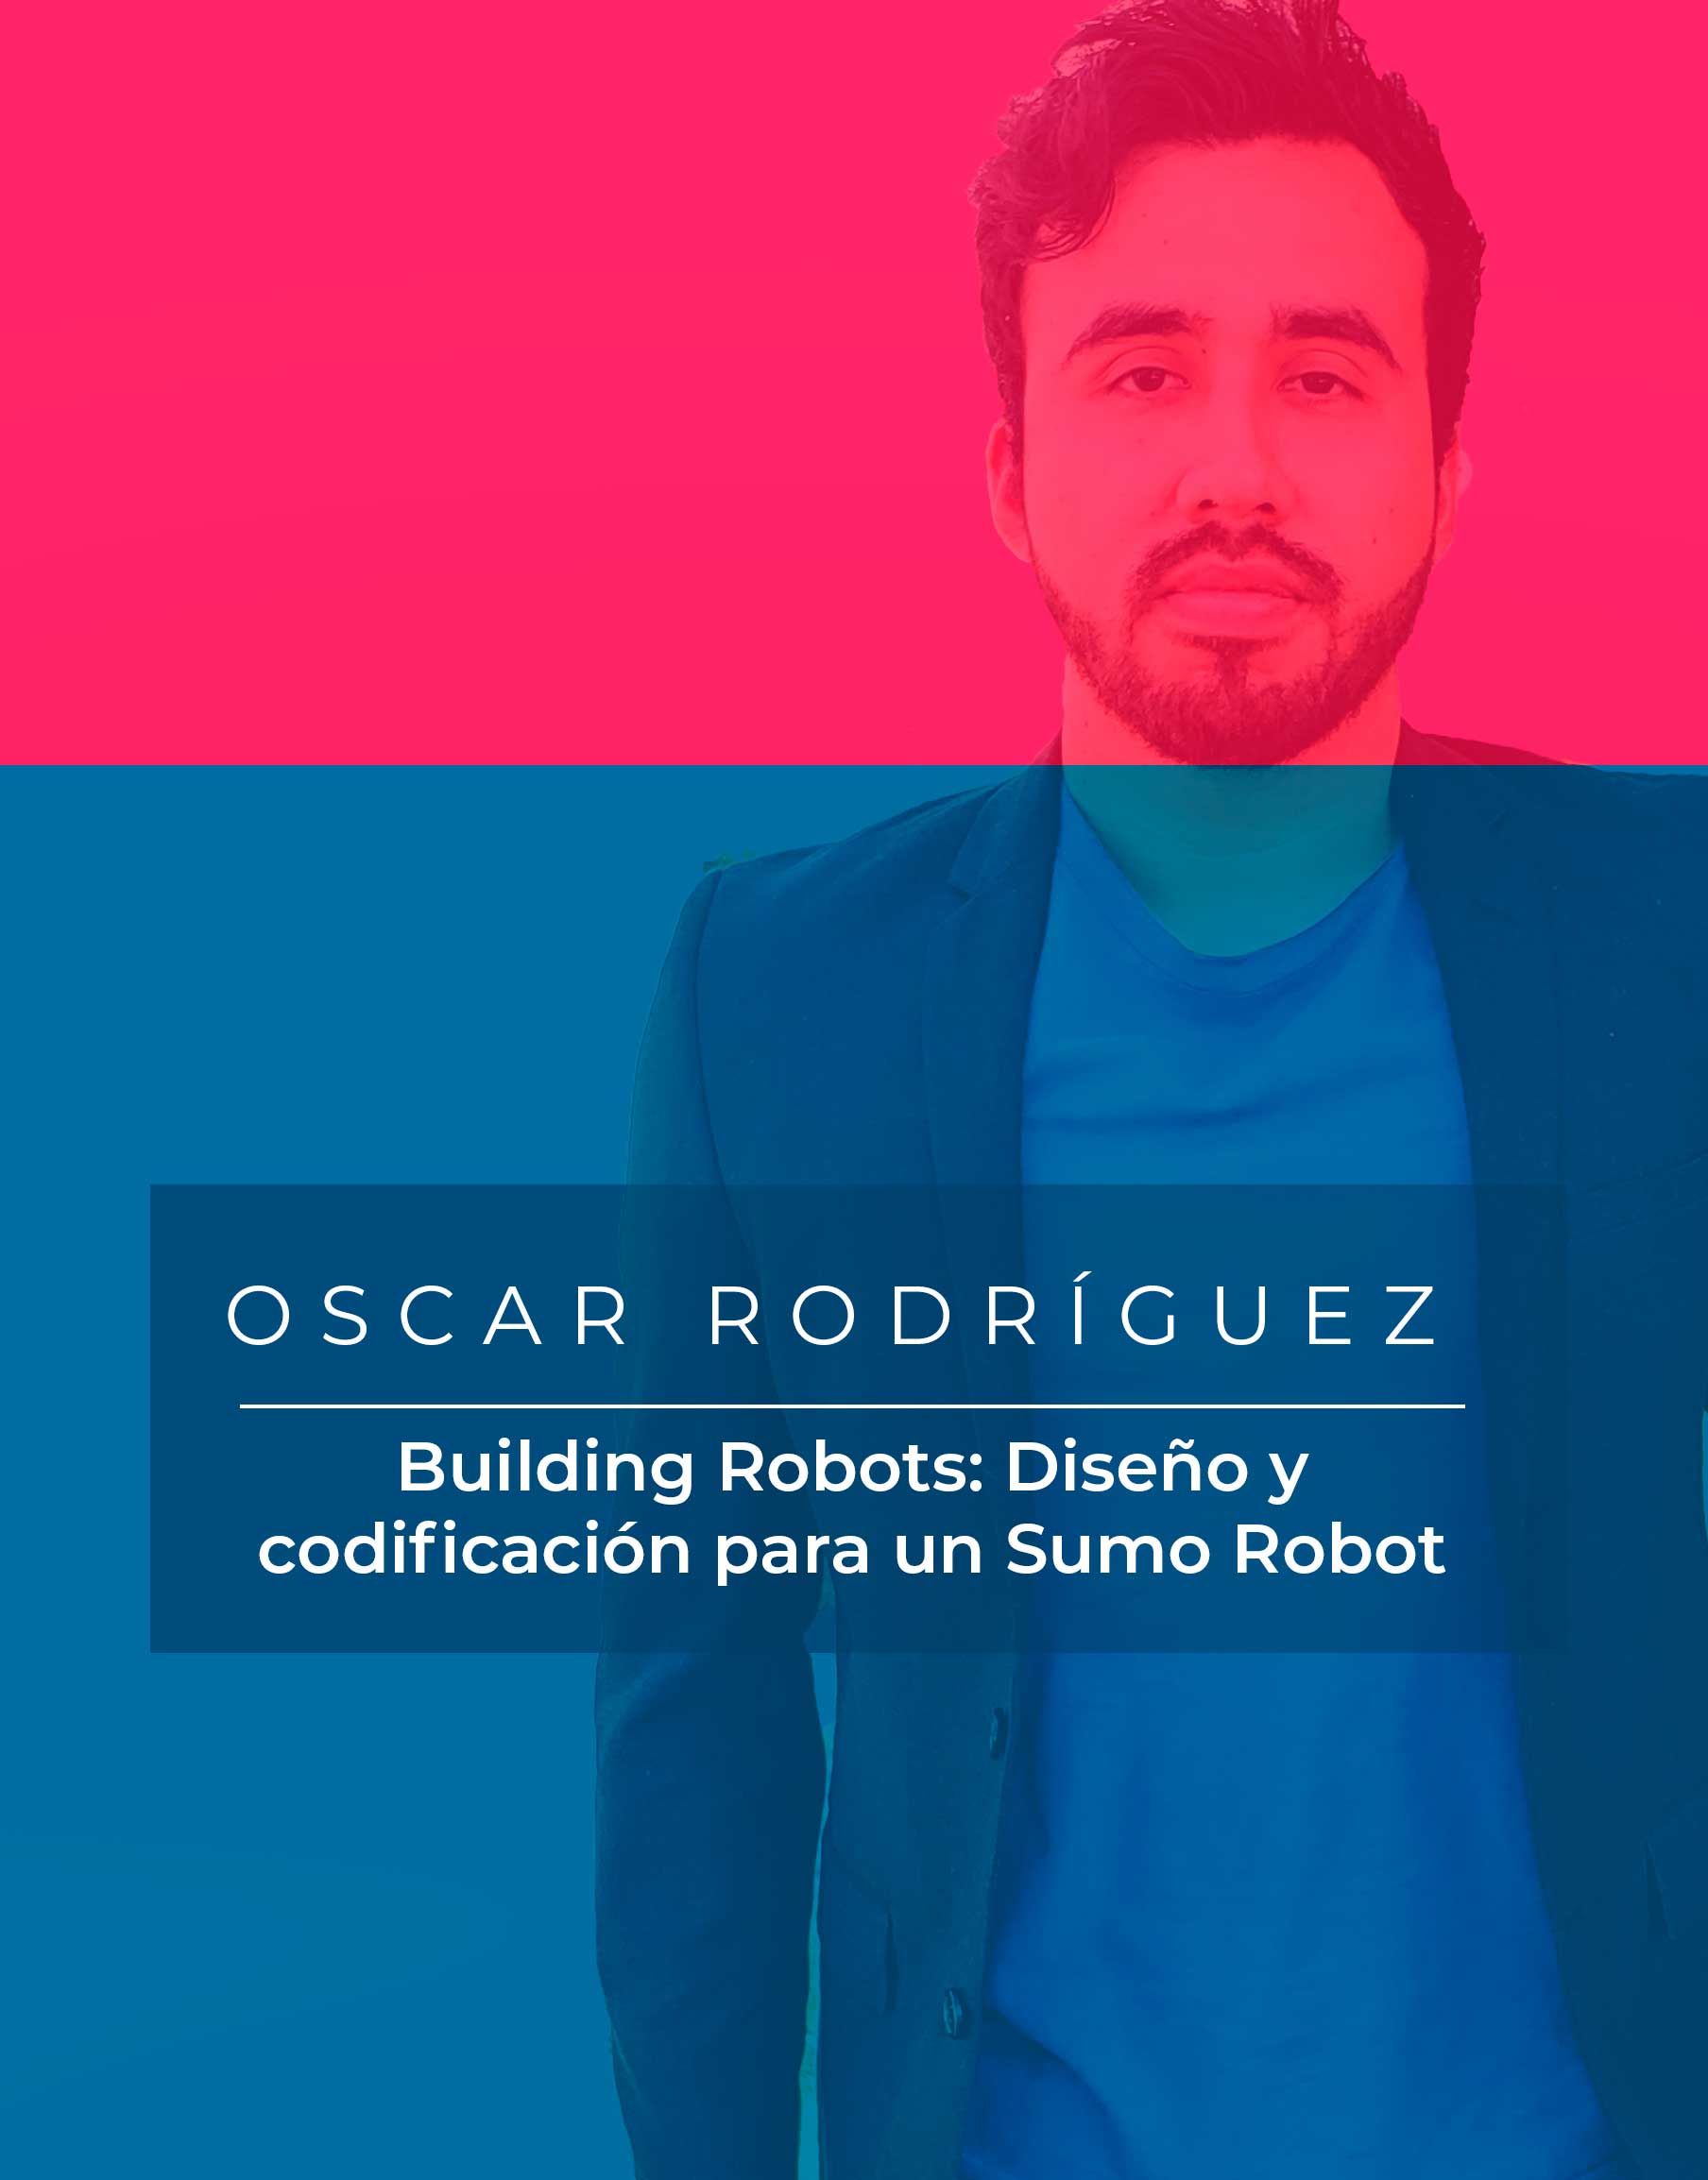 OSCAR RODRÍGUEZ
Building Robots: Diseño y
codificación para un Sumo Robot